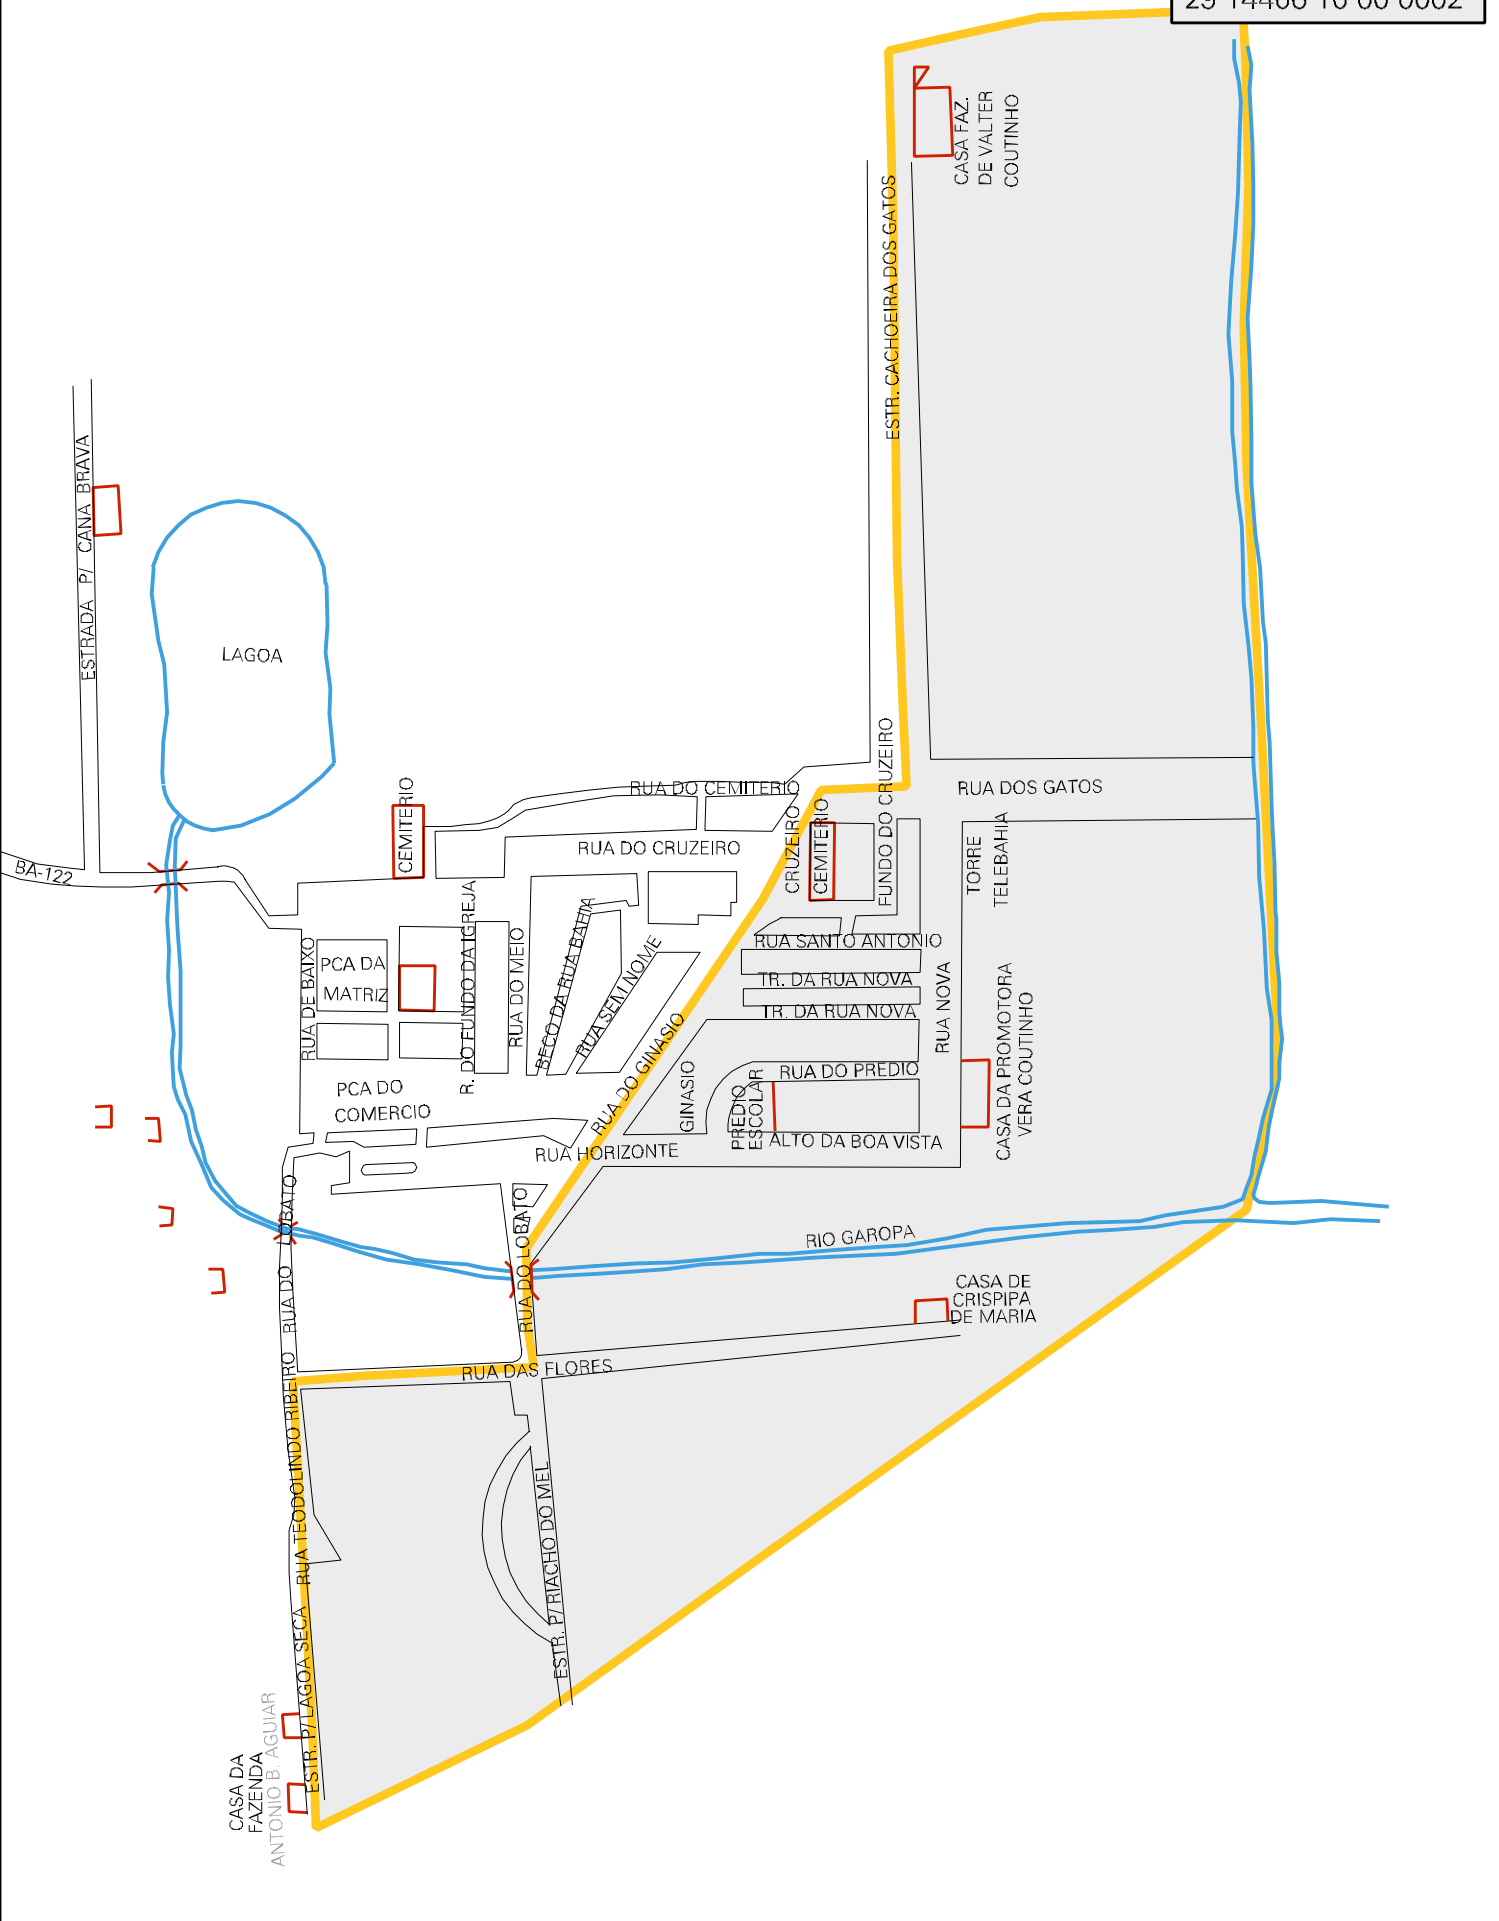 CASA FAZ.
DE VALTER
COUTINHO
ESTR. CACHOEIRA DOS GATOS
ESTRADA P/ CANA BRAVA
LAGOA
BA-122
CEMITERIO
RUA DO CEMITERIO
RUA DO CRUZEIRO
CRUZEIRO
CEMITERIO
FUNDO DO CRUZEIRO
RUA DOS GATOS
TORRE
TELEBAHIA
RUA DE BAIXO
PCA DA
MATRIZ
R. DO FUNDO DA IGREJA
RUA DO MEIO
BECO DA RUA BAHIA
RUA SEM NOME
RUA DO GINASIO
RUA SANTO ANTONIO
TR. DA RUA NOVA
TR. DA RUA NOVA
RUA NOVA
CASA DA PROMOTORA
VERA COUTINHO
GINASIO
PREDIO
ESCOLAR
RUA DO PREDIO
ALTO DA BOA VISTA
PCA DO
COMERCIO
RUA HORIZONTE
RUA DO LOBATO
RUA DO LOBATO
RIO GAROPA
CASA DE
CRISPIPA
DE MARIA
RUA DAS FLORES
RUA TEODOLINDO RIBEIRO
ESTR. P/ RIACHO DO MEL
ESTR. P/ LAGOA SECA
CASA DA
FAZENDA
ANTONIO B. AGUIAR